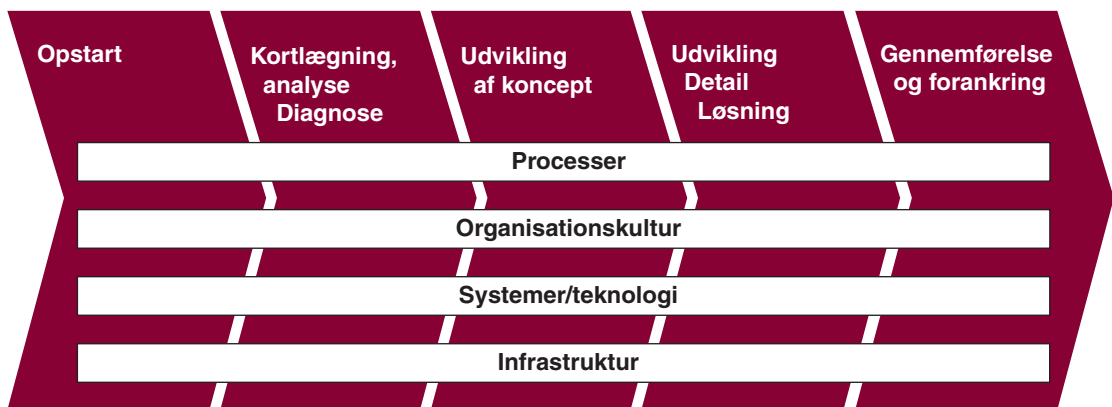 Opstart
Kortlægning,
analyse
Diagnose
Udvikling
af koncept
Udvikling
Detail
Løsning
Gennemførelse
og forankring
Processer
Organisationskultur
Systemer/teknologi
Infrastruktur